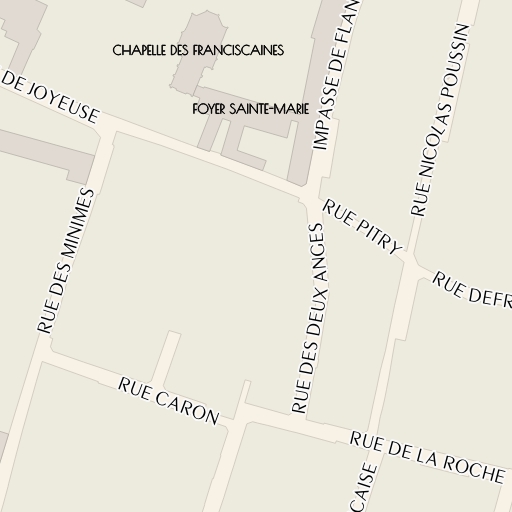 CHAPELLE DES FRANCISCAINES
DE JOYEUSE
FOYER SAINTE-MARIE
IMPASSE DE FLAN
RUE NICOLAS POUSSIN
RUE DES MINIMES
RUE PITRY
RUE DES DEUX ANGES
RUE DEFR
RUE CARON
RUE DE LA ROCHE
CAISE